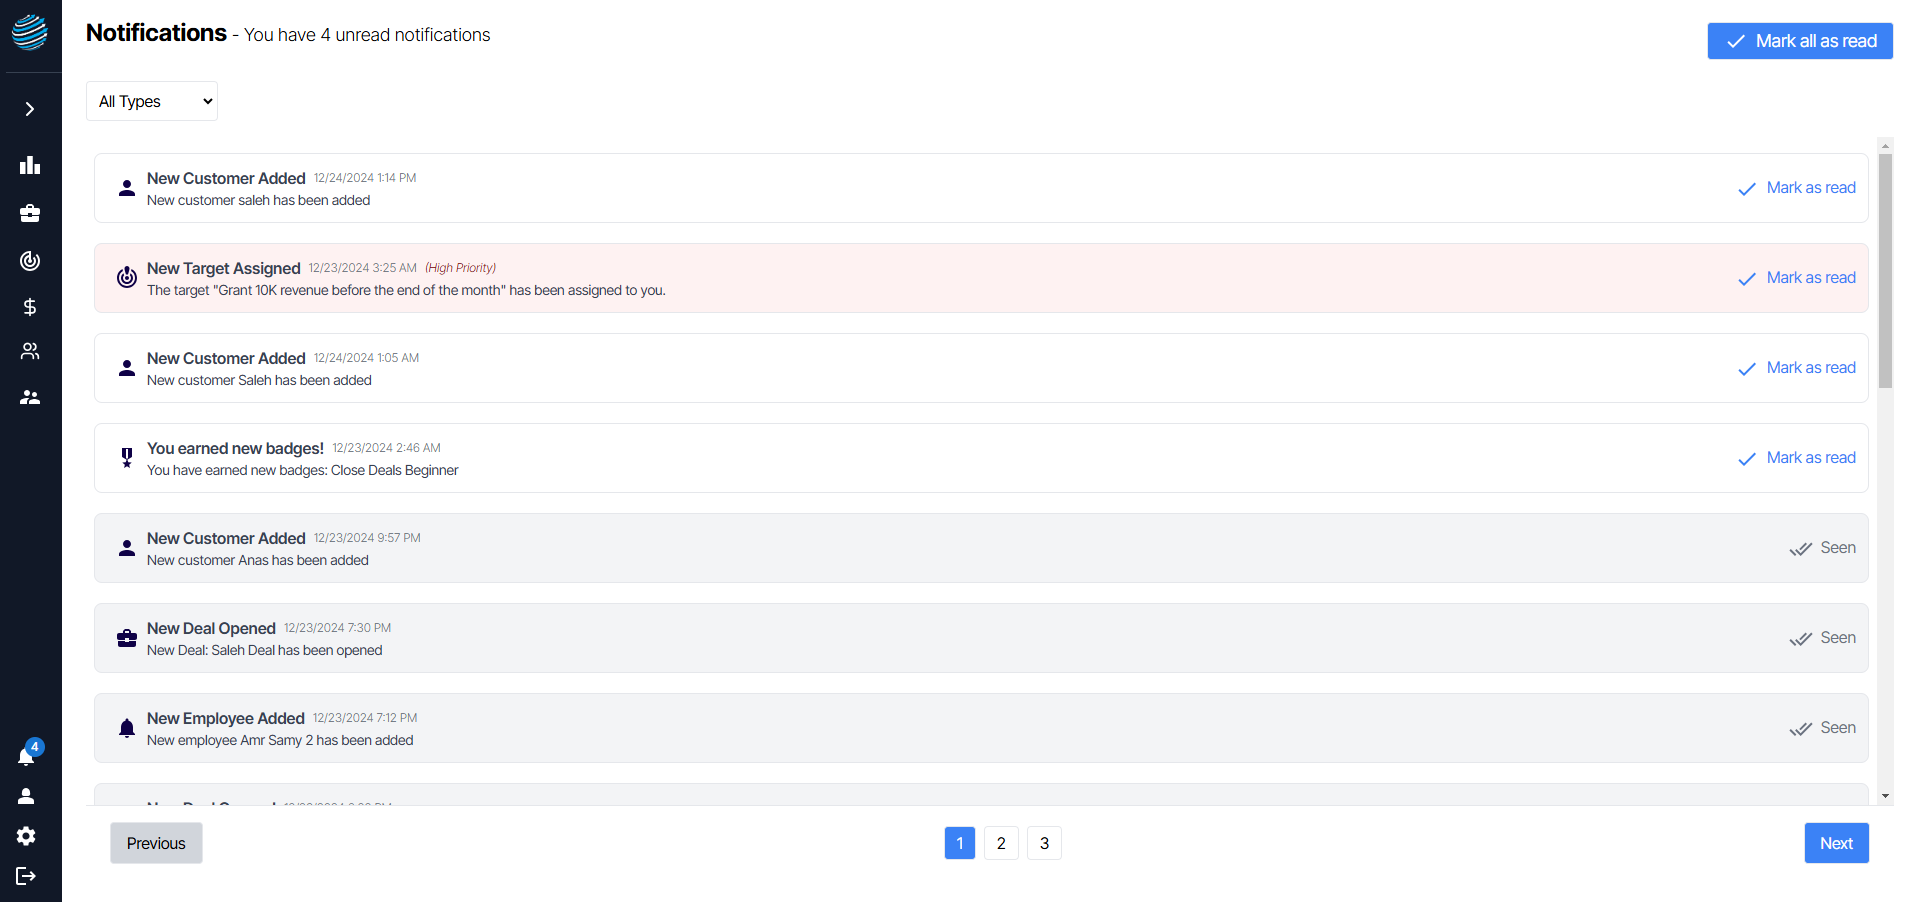 Notifications - You have 4 unread notifications
Mark all as read
All Types
New Customer Added 12/24/2024 1:14 PM
New customer saleh has been added
Mark as read
New Target Assigned 12/23/2024 3:25 AM (High Priority)
The target "Grant 10K revenue before the end of the month" has been assigned to you.
Mark as read
New Customer Added 12/24/2024 1:05 AM
New customer Saleh has been added
Mark as read
You earned new badges! 12/23/2024 2:46 AM
You have earned new badges: Close Deals Beginner
Mark as read
New Customer Added 12/23/2024 9:57 PM
New customer Anas has been added
Seen
New Deal Opened 12/23/2024 7:30 PM
New Deal: Saleh Deal has been opened
Seen
New Employee Added 12/23/2024 7:12 PM
New employee Amr Samy 2 has been added
Seen
4
Previous
1 2 3
Next